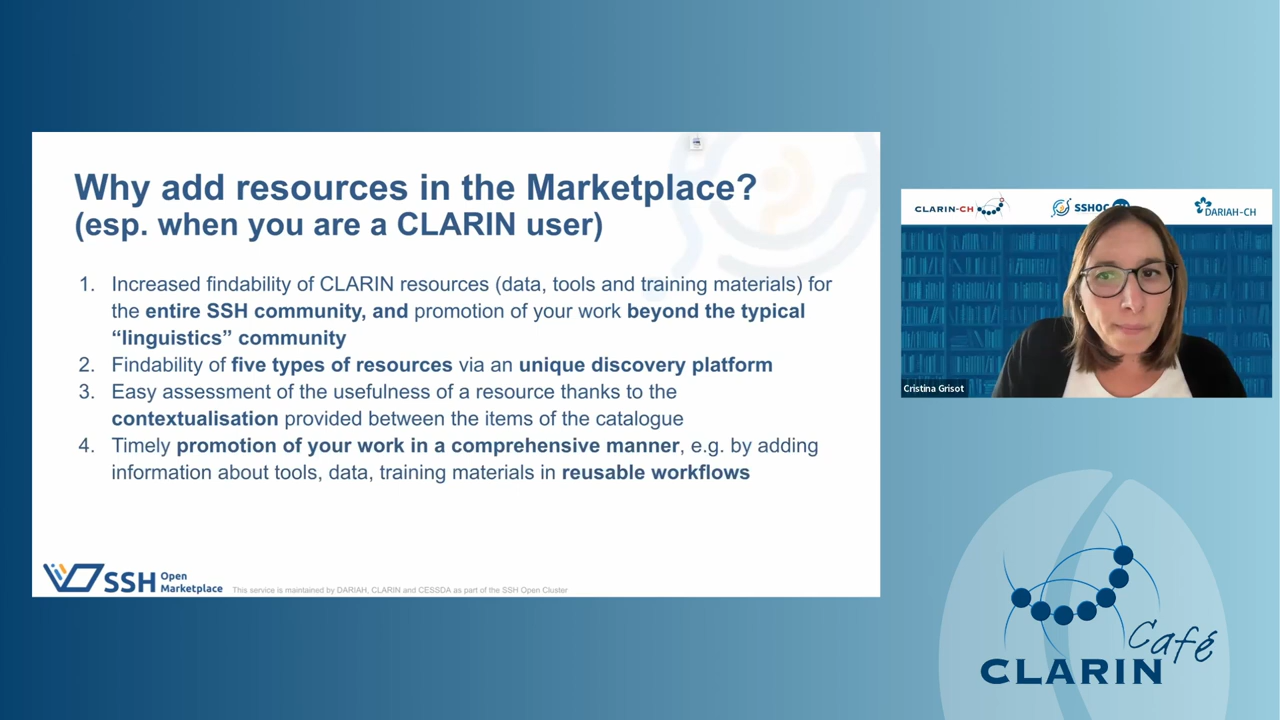 Why add resources in the Marketplace?
(esp. when you are a CLARIN user)
1. Increased findability of CLARIN resources (data, tools and training materials) for
the entire SSH community, and promotion of your work beyond the typical
“linguistics” community
2. Findability of five types of resources via an unique discovery platform
3. Easy assessment of the usefulness of a resource thanks to the
contextualisation provided between the items of the catalogue
4. Timely promotion of your work in a comprehensive manner, e.g. by adding
information about tools, data, training materials in reusable workflows
SSH Open
Marketplace
This service is maintained by DARIAH, CLARIN and CESSDA as part of the SSH Open Cluster
CLARIN-CH
SSHOC
DARIAH-CH
Cristina Grisot
Café
CLARIN